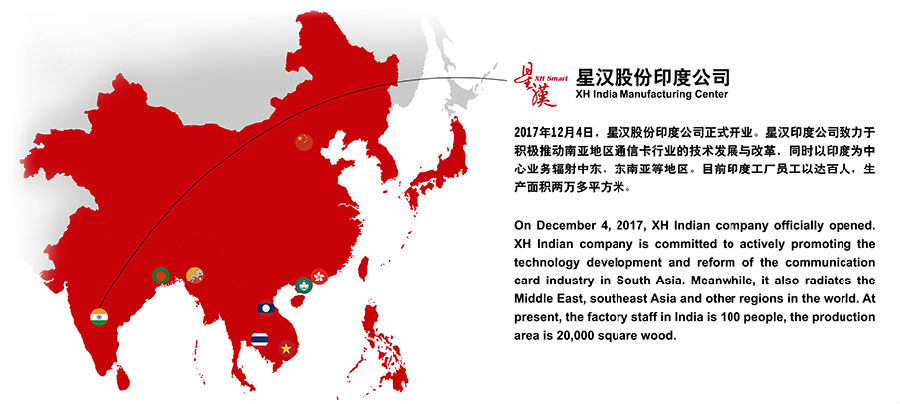 星漢
XH Smart
星汉股份印度公司
XH India Manufacturing Center
2017年12月4日，星汉股份印度公司正式开业。星汉印度公司致力于
积极推动南亚地区通信卡行业的技术发展与改革，同时以印度为中
心业务辐射中东、东南亚等地区。目前印度工厂员工以达百人，生
产面积两万多平方米。
On December 4, 2017, XH Indian company officially opened.
XH Indian company is committed to actively promoting the
technology development and reform of the communication
card industry in South Asia. Meanwhile, it also radiates the
Middle East, southeast Asia and other regions in the world. At
present, the factory staff in India is 100 people, the production
area is 20,000 square wood.